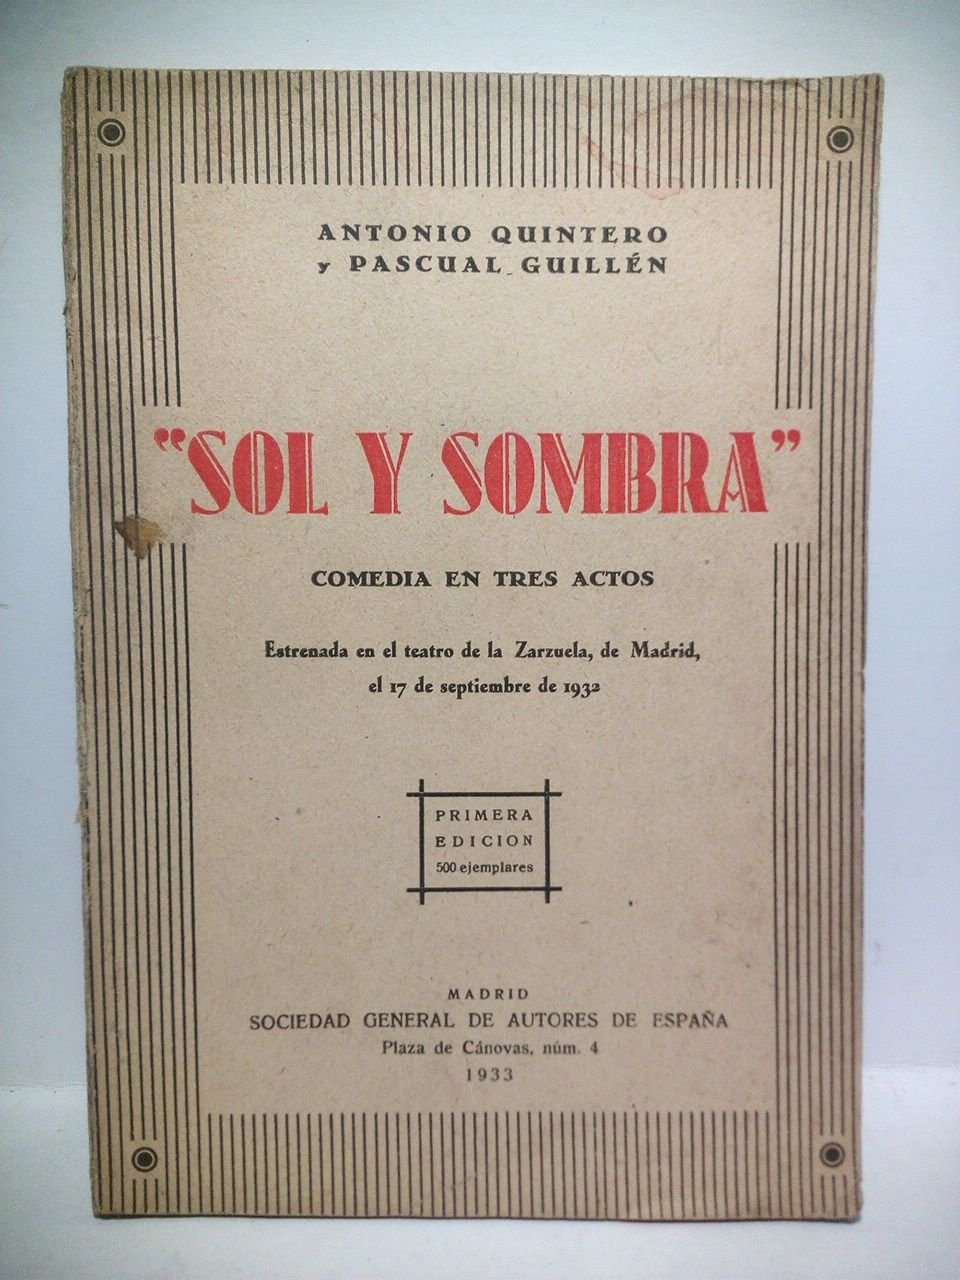 ANTONIO QUINTERO
y PASCUAL GUILLÉN
"SOL Y SOMBRA"
COMEDIA EN TRES ACTOS
Estrenada en el teatro de la Zarzuela, de Madrid,
el 17 de septiembre de 1932
PRIMERA
EDICION
500 ejemplares
MADRID
SOCIEDAD GENERAL DE AUTORES DE ESPAÑA
Plaza de Cánovas, núm. 4
1933